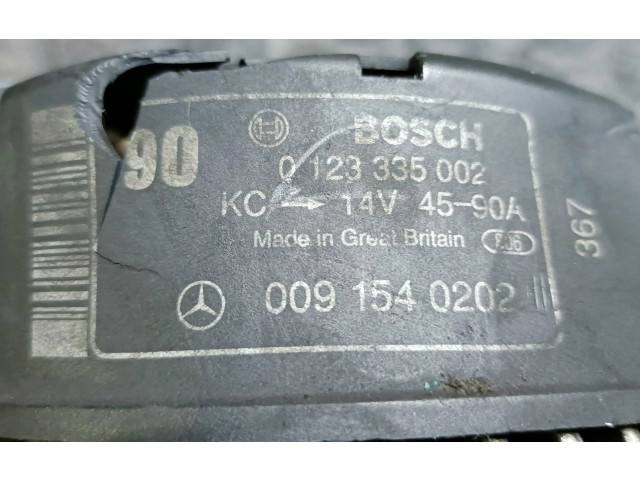 90
BOSCH
0 123 335 002
KC → 14V 45-90A
Made in Great Britain
009 154 0202
367